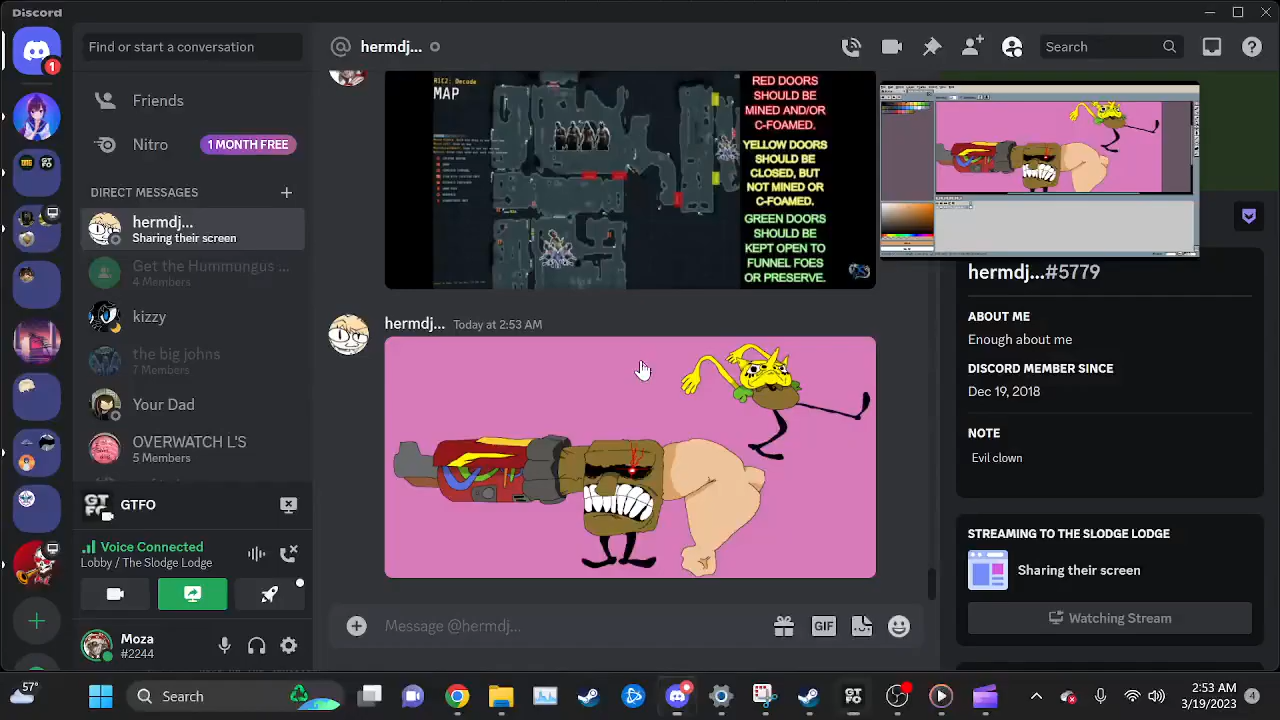 Discord
Find or start a conversation
hermdj...
Search
1
Friends
Nitro
1 MONTH FREE
DIRECT MESSAGES
hermdj...
Sharing their screen
Get the Hummungus ...
4 Members
kizzy
the big johns
7 Members
Your Dad
OVERWATCH L'S
5 Members
GTFO
Voice Connected
Lobby / The Slodge Lodge
Moza
#2244
R1C2: Decode
MAP
RED DOORS
SHOULD BE
MINED AND/OR
C-FOAMED.
YELLOW DOORS
SHOULD BE
CLOSED, BUT
NOT MINED OR
C-FOAMED.
GREEN DOORS
SHOULD BE
KEPT OPEN TO
FUNNEL FOES
OR PRESERVE.
hermdj...
Today at 2:53 AM
Message @hermdj...
GIF
hermdj...#5779
ABOUT ME
Enough about me
DISCORD MEMBER SINCE
Dec 19, 2018
NOTE
Evil clown
STREAMING TO THE SLODGE LODGE
Sharing their screen
Watching Stream
57°
Search
2:53 AM
3/19/2023
4